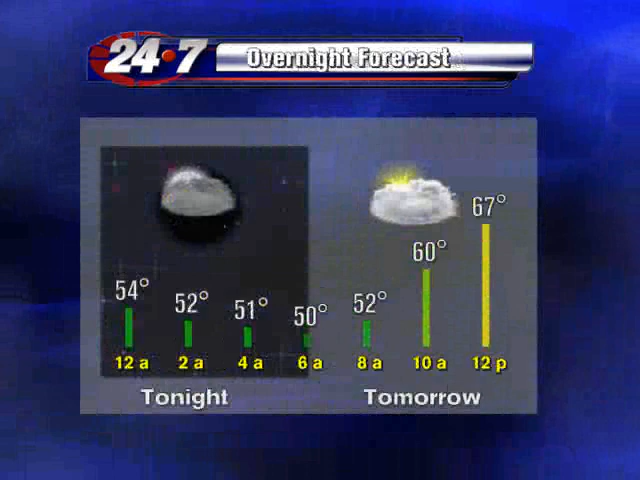 24·7 Overnight Forecast
54° 52° 51° 50° 52° 60° 67°
12 a 2 a 4 a 6 a 8 a 10 a 12 p
Tonight Tomorrow